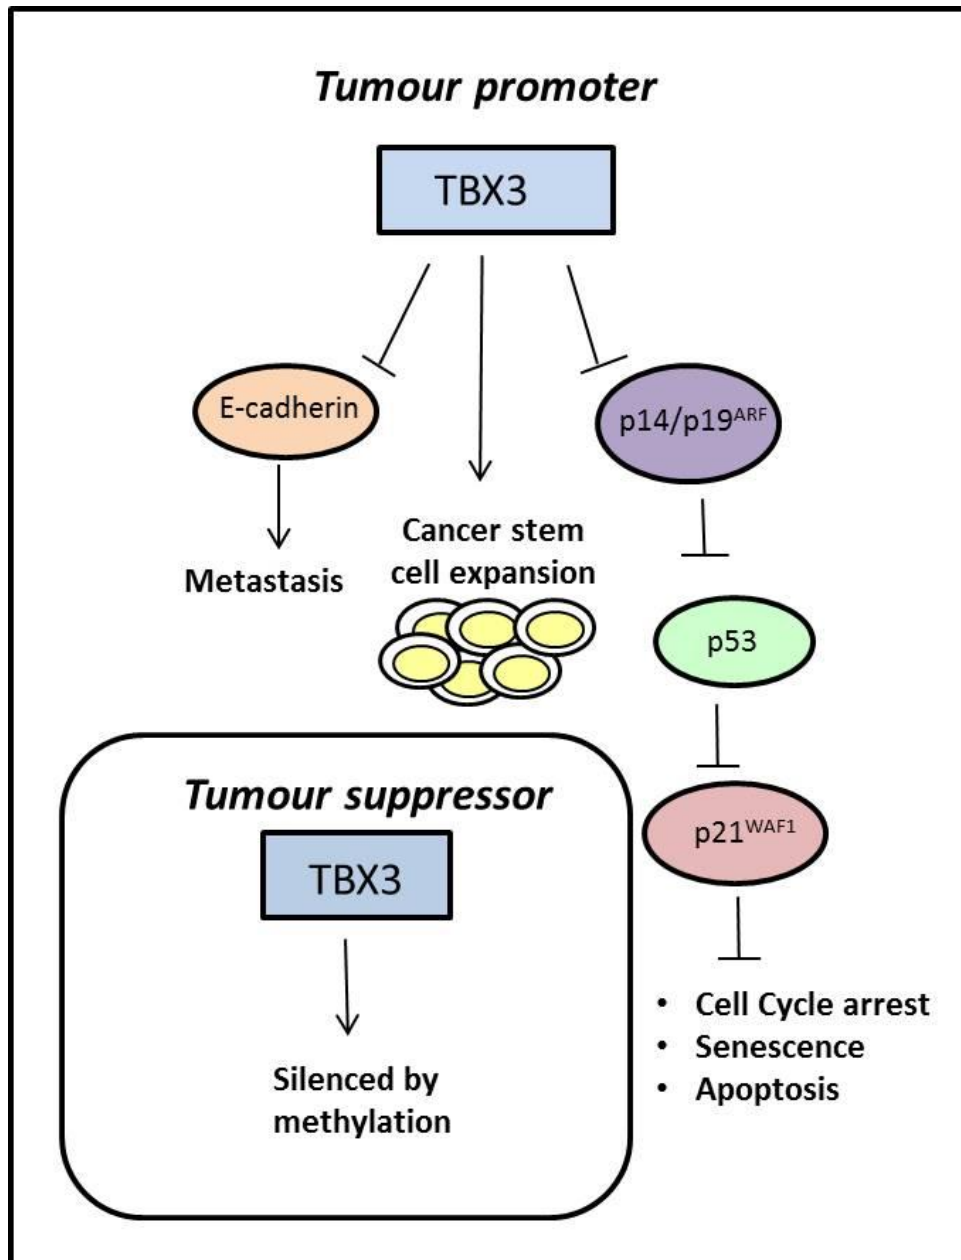 Tumour promoter
TBX3
E-cadherin
p14/p19ARF
Metastasis
Cancer stem
cell expansion
p53
Tumour suppressor
TBX3
p21WAF1
Silenced by
methylation
• Cell Cycle arrest
• Senescence
• Apoptosis